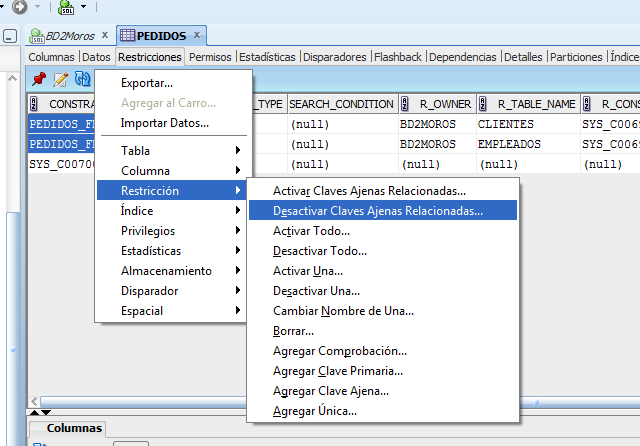 SQL
BD2Moros
PEDIDOS
Columnas Datos Restricciones Permisos Estadísticas Disparadores Flashback Dependencias Detalles Particiones Índice
Exportar...
Agregar al Carro...
Importar Datos...
Tabla
Columna
Restricción
Índice
Privilegios
Estadísticas
Almacenamiento
Disparador
Espacial
CONSTRA _TYPE SEARCH_CONDITION R_OWNER R_TABLE_NAME R_CONS
PEDIDOS_F (null) BD2MOROS CLIENTES SYS_C0069
PEDIDOS_F (null) BD2MOROS EMPLEADOS SYS_C0069
SYS_C0070 (null) (null) (null) (null)
Activar Claves Ajenas Relacionadas...
Desactivar Claves Ajenas Relacionadas...
Activar Todo...
Desactivar Todo...
Activar Una...
Desactivar Una...
Cambiar Nombre de Una...
Borrar...
Agregar Comprobación...
Agregar Clave Primaria...
Agregar Clave Ajena...
Agregar Única...
Columnas